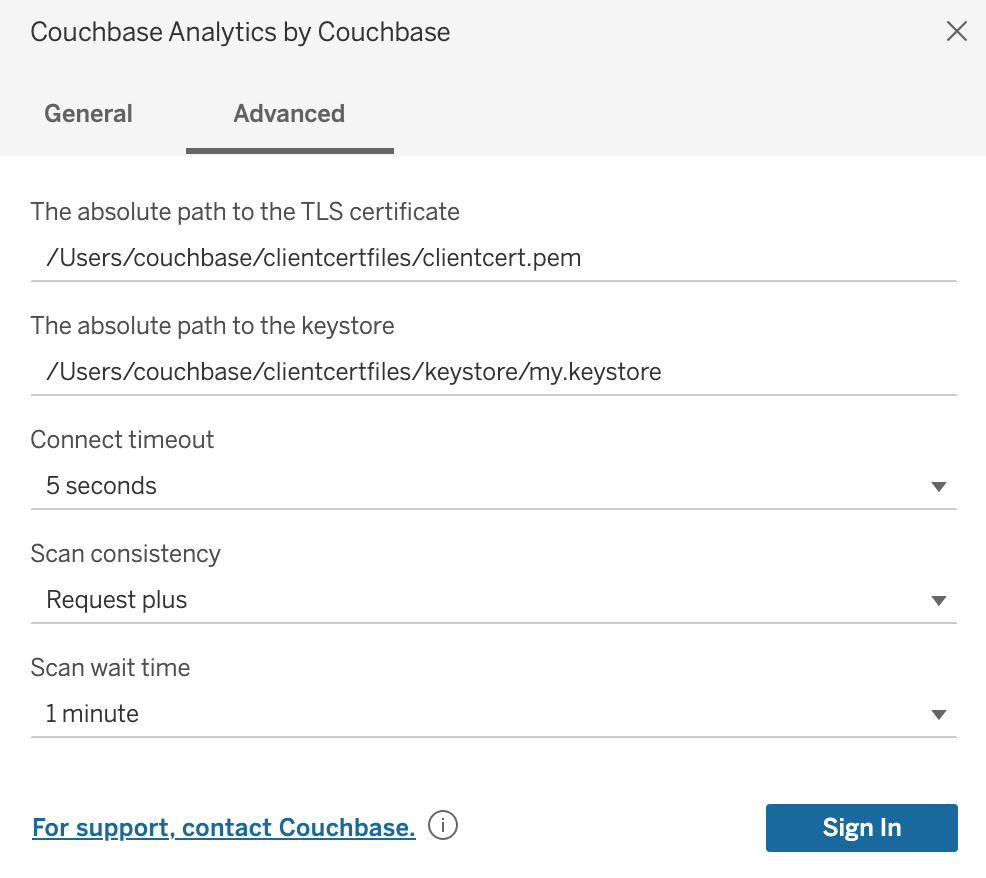 Couchbase Analytics by Couchbase
General Advanced
The absolute path to the TLS certificate
/Users/couchbase/clientcertfiles/clientcert.pem
The absolute path to the keystore
/Users/couchbase/clientcertfiles/keystore/my.keystore
Connect timeout
5 seconds
Scan consistency
Request plus
Scan wait time
1 minute
For support, contact Couchbase. i
Sign In